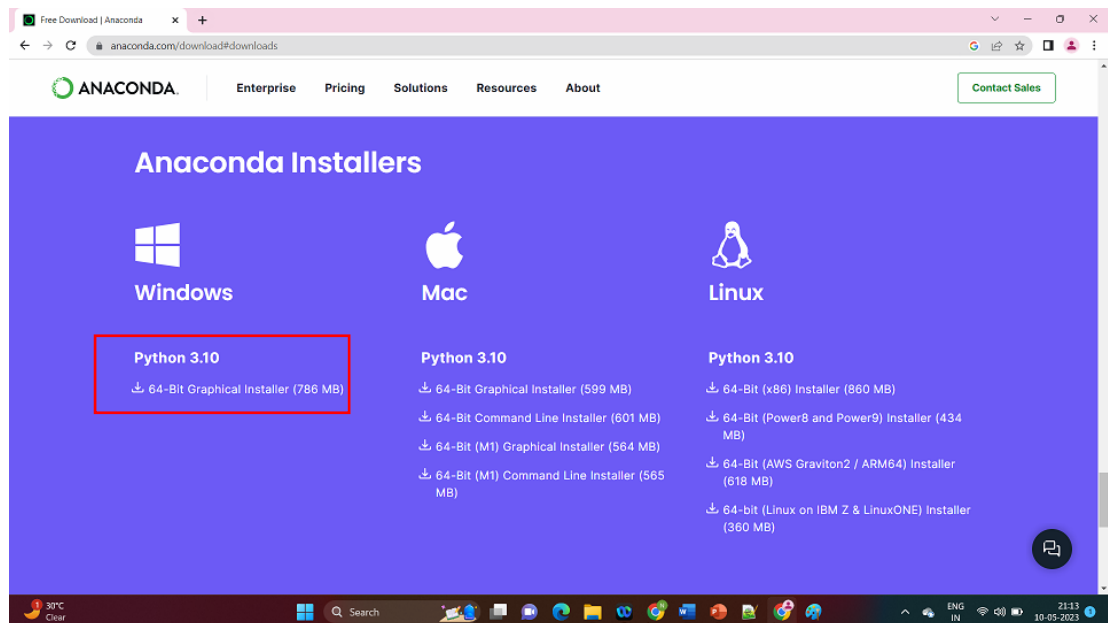 Free Download | Anaconda
anaconda.com/download#downloads
ANACONDA.
Enterprise Pricing Solutions Resources About
Contact Sales
Anaconda Installers
Windows
Python 3.10
64-Bit Graphical Installer (786 MB)
Mac
Python 3.10
64-Bit Graphical Installer (599 MB)
64-Bit Command Line Installer (601 MB)
64-Bit (M1) Graphical Installer (564 MB)
64-Bit (M1) Command Line Installer (565
MB)
Linux
Python 3.10
64-Bit (x86) Installer (860 MB)
64-Bit (Power8 and Power9) Installer (434
MB)
64-Bit (AWS Graviton2 / ARM64) Installer
(618 MB)
64-bit (Linux on IBM Z & LinuxONE) Installer
(360 MB)
1
30°C
Clear
Search
ENG
IN
21:13
10-05-2023
1